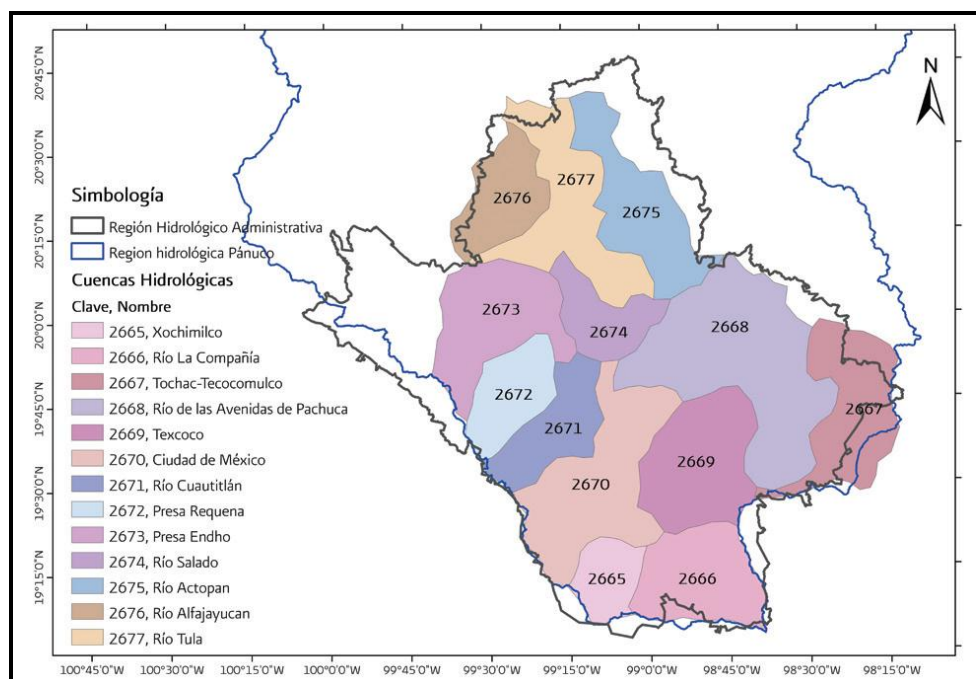 N
20°45'0"N
20°30'0"N
20°15'0"N
20°0'0"N
19°45'0"N
19°30'0"N
19°15'0"N
Simbología
Región Hidrológico Administrativa
Region hidrológica Pánuco
Cuencas Hidrológicas
Clave, Nombre
2665, Xochimilco
2666, Río La Compañía
2667, Tochac-Tecocomulco
2668, Río de las Avenidas de Pachuca
2669, Texcoco
2670, Ciudad de México
2671, Río Cuautitlán
2672, Presa Requena
2673, Presa Endho
2674, Río Salado
2675, Río Actopan
2676, Río Alfajayucan
2677, Río Tula
2677
2676
2675
2673
2674
2668
2672
2671
2667
2669
2670
2665
2666
100°45'0"W 100°30'0"W 100°15'0"W 100°0'0"W 99°45'0"W 99°30'0"W 99°15'0"W 99°0'0"W 98°45'0"W 98°30'0"W 98°15'0"W